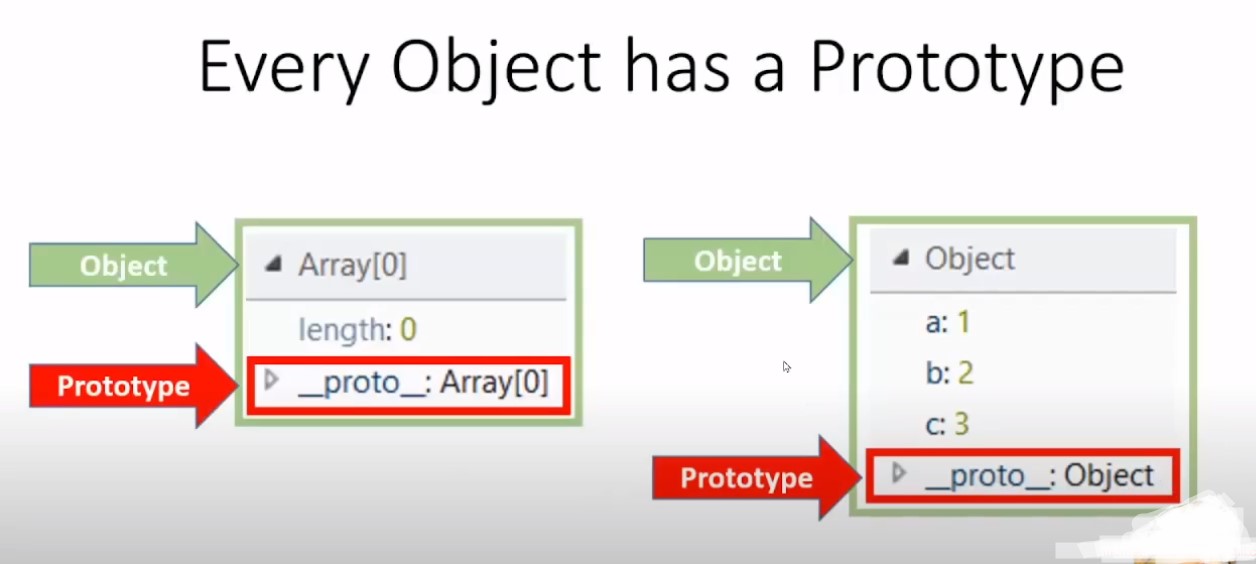 Every Object has a Prototype
Object
Array[0]
length: 0
Prototype
__proto__: Array[0]
Object
Object
a: 1
b: 2
c: 3
Prototype
__proto__: Object